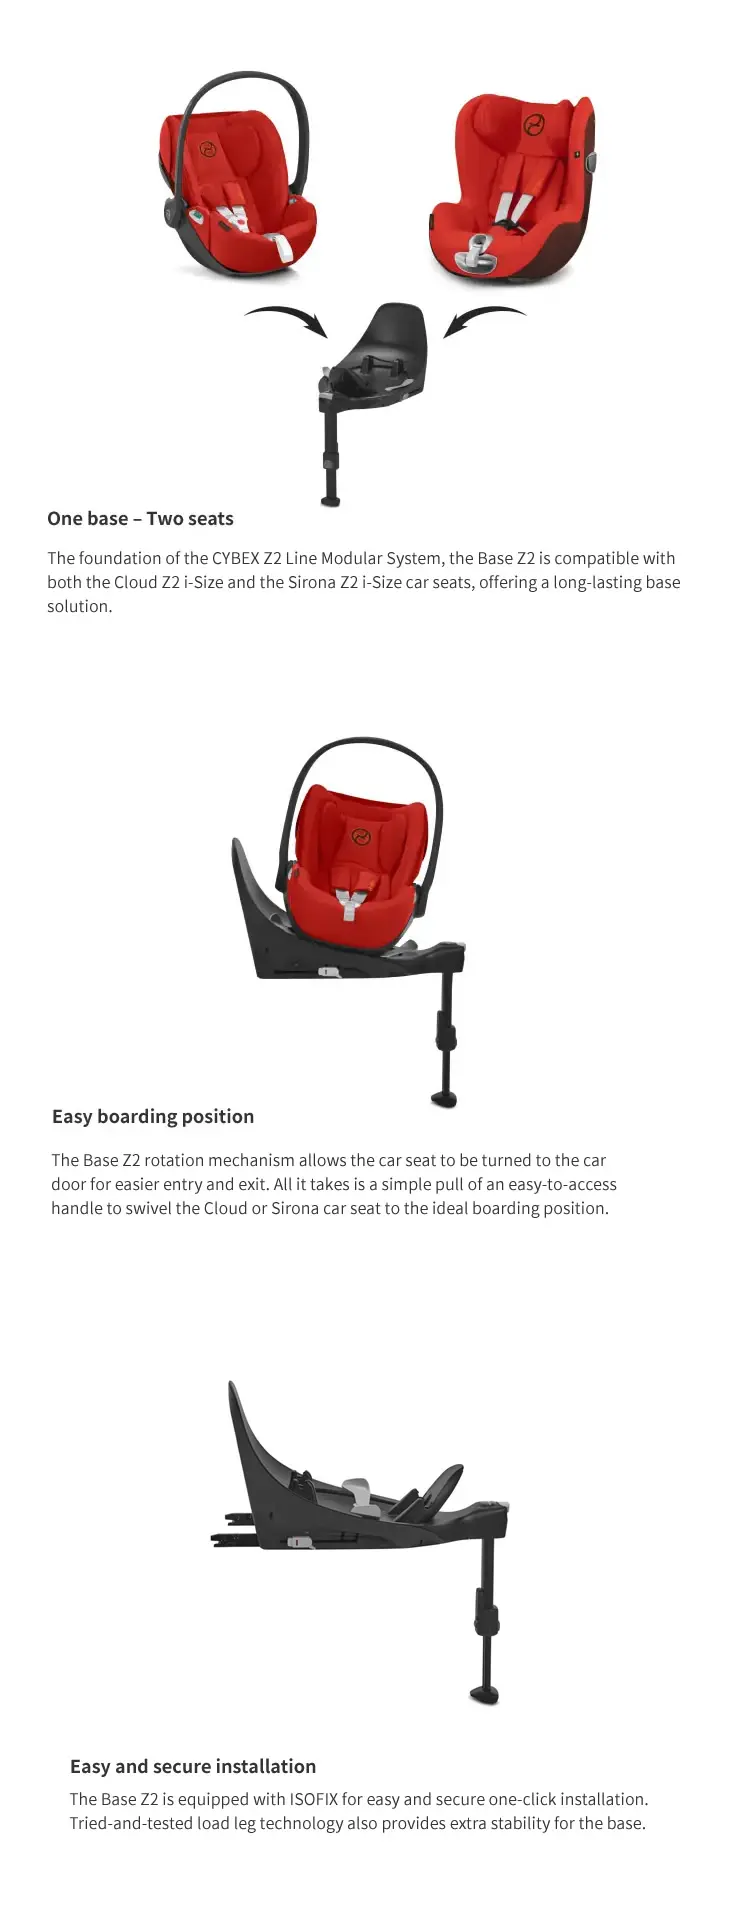 One base – Two seats
The foundation of the CYBEX Z2 Line Modular System, the Base Z2 is compatible with
both the Cloud Z2 i-Size and the Sirona Z2 i-Size car seats, offering a long-lasting base
solution.
Easy boarding position
The Base Z2 rotation mechanism allows the car seat to be turned to the car
door for easier entry and exit. All it takes is a simple pull of an easy-to-access
handle to swivel the Cloud or Sirona car seat to the ideal boarding position.
Easy and secure installation
The Base Z2 is equipped with ISOFIX for easy and secure one-click installation.
Tried-and-tested load leg technology also provides extra stability for the base.